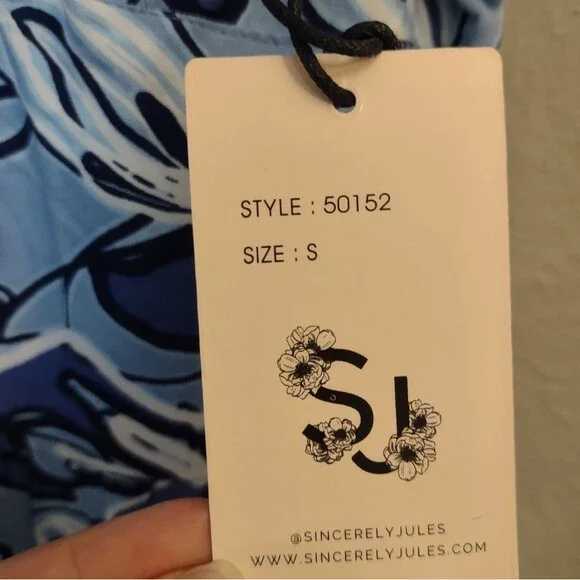 STYLE : 50152
SIZE : S
SJ
@SINCERELYJULES
WWW.SINCERELYJULES.COM